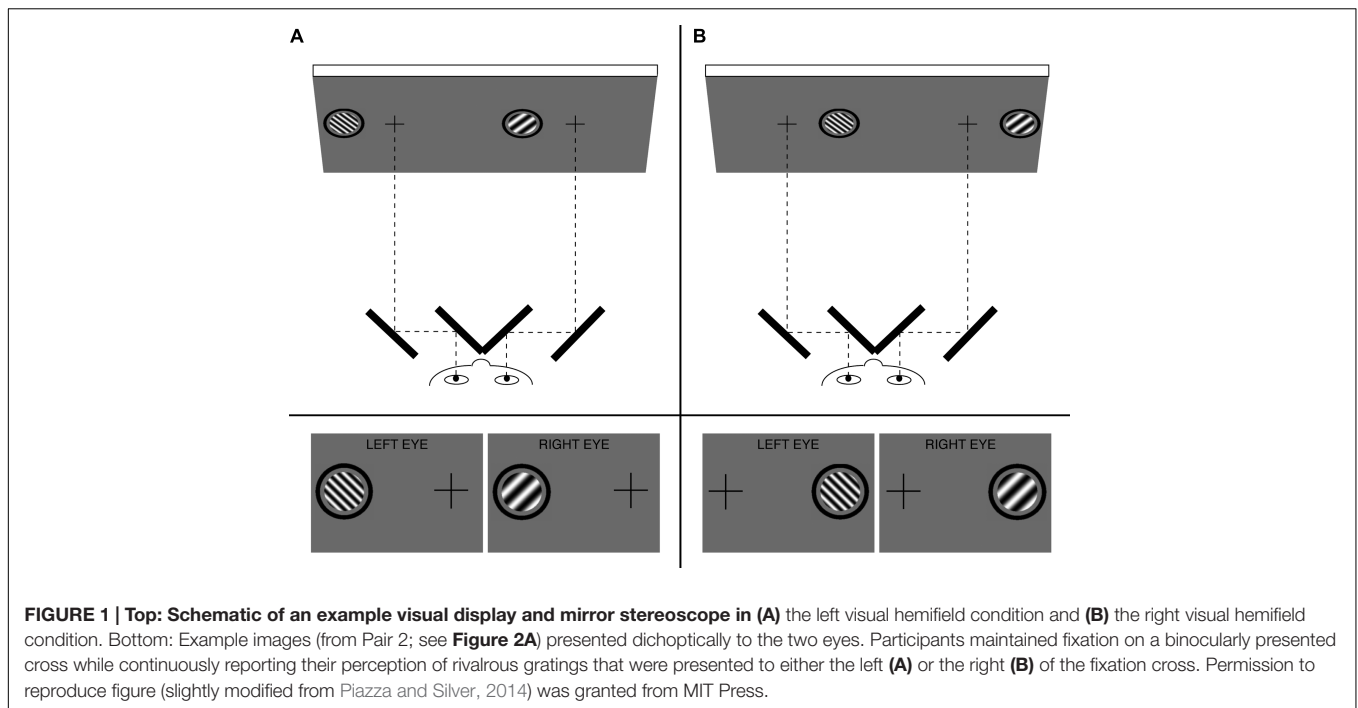 A
B
LEFT EYE
RIGHT EYE
LEFT EYE
RIGHT EYE
FIGURE 1 | Top: Schematic of an example visual display and mirror stereoscope in (A) the left visual hemifield condition and (B) the right visual hemifield
condition. Bottom: Example images (from Pair 2; see Figure 2A) presented dichoptically to the two eyes. Participants maintained fixation on a binocularly presented
cross while continuously reporting their perception of rivalrous gratings that were presented to either the left (A) or the right (B) of the fixation cross. Permission to
reproduce figure (slightly modified from Piazza and Silver, 2014) was granted from MIT Press.